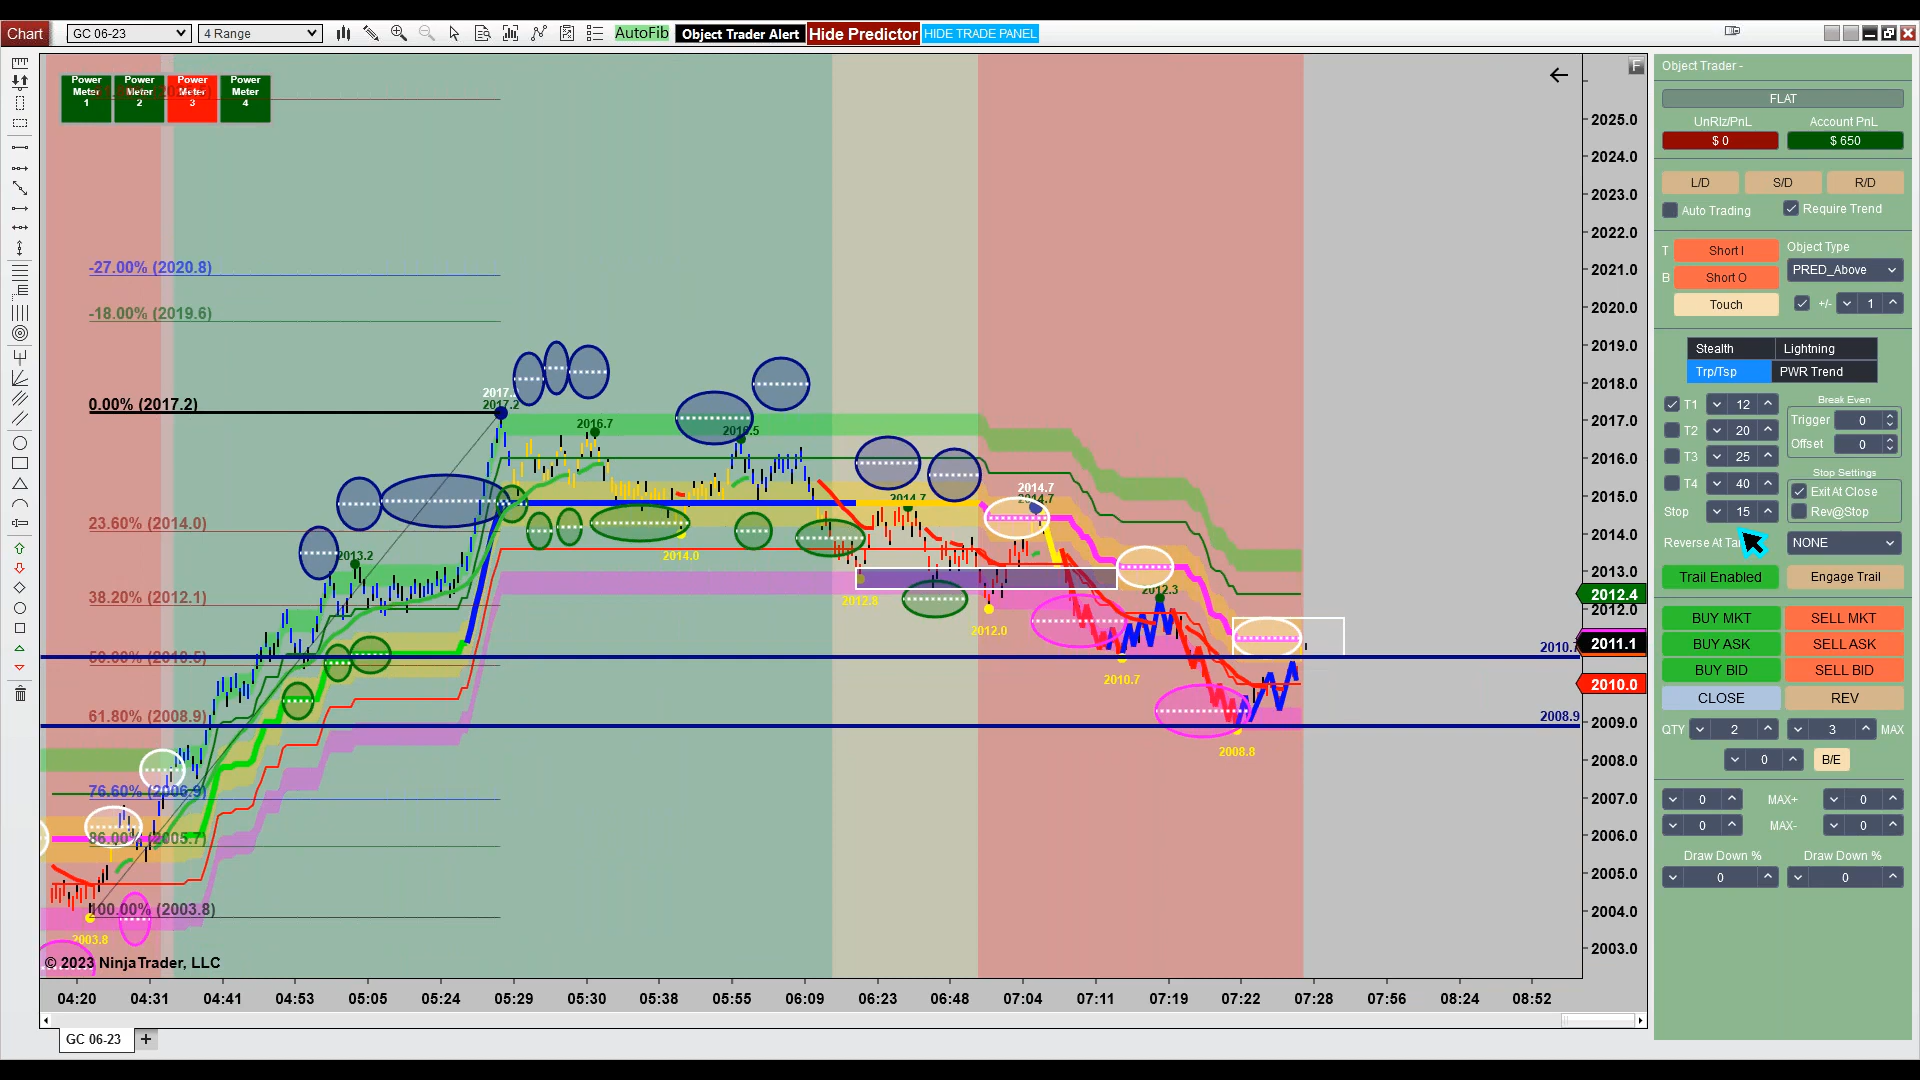 Chart GC 06-23 4 Range AutoFib Object Trader Alert Hide Predictor HIDE TRADE PANEL
Power Meter 1
Power Meter 2
Power Meter 3
Power Meter 4
-27.00% (2020.8)
-18.00% (2019.6)
0.00% (2017.2)
23.60% (2014.0)
38.20% (2012.1)
61.80% (2008.9)
76.60% (2006.9)
86.00% (2005.7)
100.00% (2003.8)
2003.8
2013.2
2017.2
2016.7
2014.0
2012.8
2014.7
2012.0
2014.7
2014.7
2010.7
2012.3
2008.8
2008.9
F
2025.0
2024.0
2023.0
2022.0
2021.0
2020.0
2019.0
2018.0
2017.0
2016.0
2015.0
2014.0
2013.0
2012.4
2012.0
2011.1
2010.0
2009.0
2008.0
2007.0
2006.0
2005.0
2004.0
2003.0
© 2023 NinjaTrader, LLC
04:20 04:31 04:41 04:53 05:05 05:24 05:29 05:30 05:38 05:55 06:09 06:23 06:48 07:04 07:11 07:19 07:22 07:28 07:56 08:24 08:52
GC 06-23 +
Object Trader -
FLAT
UnRlz/PnL Account PnL
$ 0 $ 650
L/D S/D R/D
Auto Trading Require Trend
T Short I Object Type
B Short O PRED_Above
Touch +/- 1
Stealth Lightning
Trp/Tsp PWR Trend
T1 12 Break Even
Trigger 0
T2 20
Offset 0
T3 25
Stop Settings
T4 40 Exit At Close
Stop 15 Rev@Stop
Reverse At NONE
Trail Enabled Engage Trail
BUY MKT SELL MKT
BUY ASK SELL ASK
BUY BID SELL BID
CLOSE REV
QTY 2 3 MAX
0 B/E
0 MAX+ 0
0 MAX- 0
Draw Down % Draw Down %
0 0